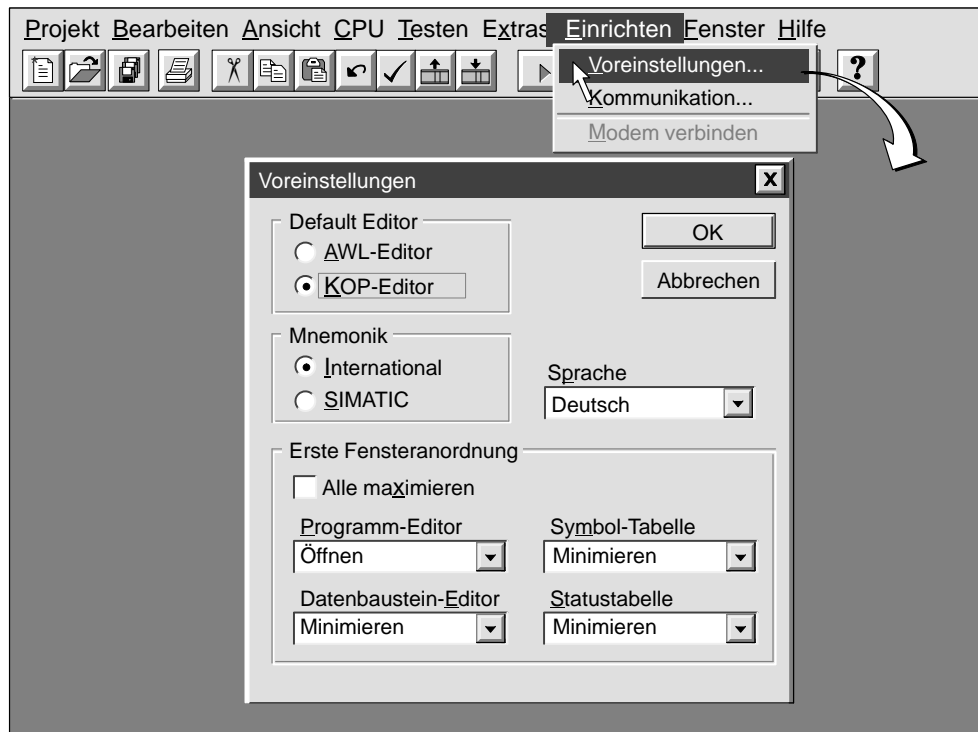 Projekt Bearbeiten Ansicht CPU Testen Extras Einrichten Fenster Hilfe
Voreinstellungen...
?
Kommunikation...
Modem verbinden
Voreinstellungen
X
Default Editor
OK
AWL-Editor
KOP-Editor
Abbrechen
Mnemonik
International
Sprache
SIMATIC
Deutsch
Erste Fensteranordnung
Alle maximieren
Programm-Editor
Symbol-Tabelle
Öffnen
Minimieren
Datenbaustein-Editor
Statustabelle
Minimieren
Minimieren